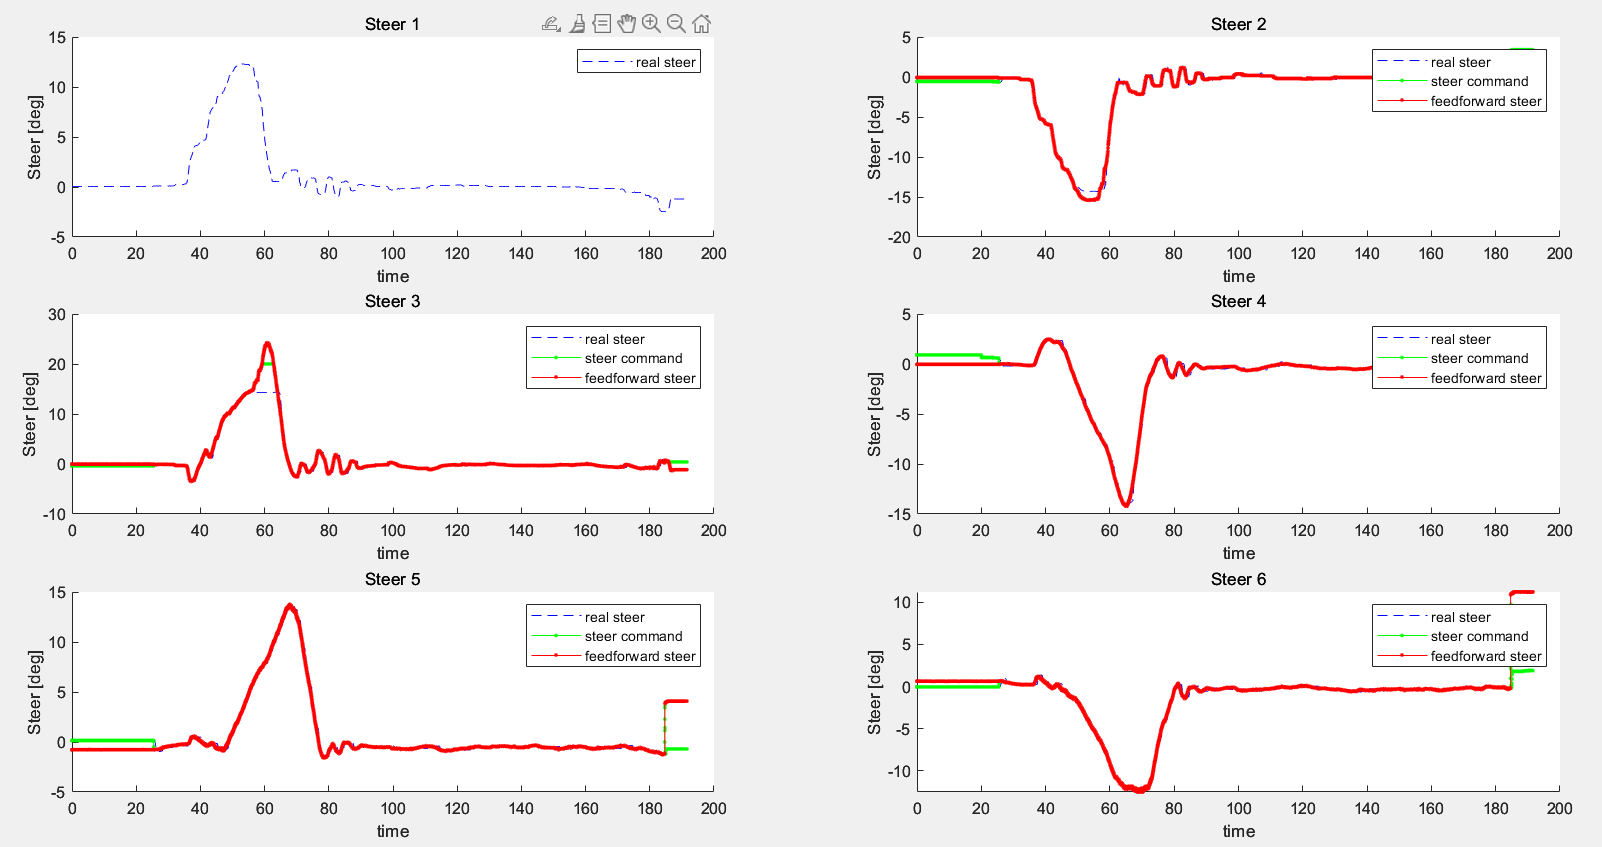 Steer 1
15
10
5
0
-5
Steer [deg]
real steer
0 20 40 60 80 100 120 140 160 180 200
time
Steer 2
5
0
-5
-10
-15
-20
Steer [deg]
real steer
steer command
feedforward steer
0 20 40 60 80 100 120 140 160 180 200
time
Steer 3
30
20
10
0
-10
Steer [deg]
real steer
steer command
feedforward steer
0 20 40 60 80 100 120 140 160 180 200
time
Steer 4
5
0
-5
-10
-15
Steer [deg]
real steer
steer command
feedforward steer
0 20 40 60 80 100 120 140 160 180 200
time
Steer 5
15
10
5
0
-5
Steer [deg]
real steer
steer command
feedforward steer
0 20 40 60 80 100 120 140 160 180 200
time
Steer 6
10
5
0
-5
-10
Steer [deg]
real steer
steer command
feedforward steer
0 20 40 60 80 100 120 140 160 180 200
time